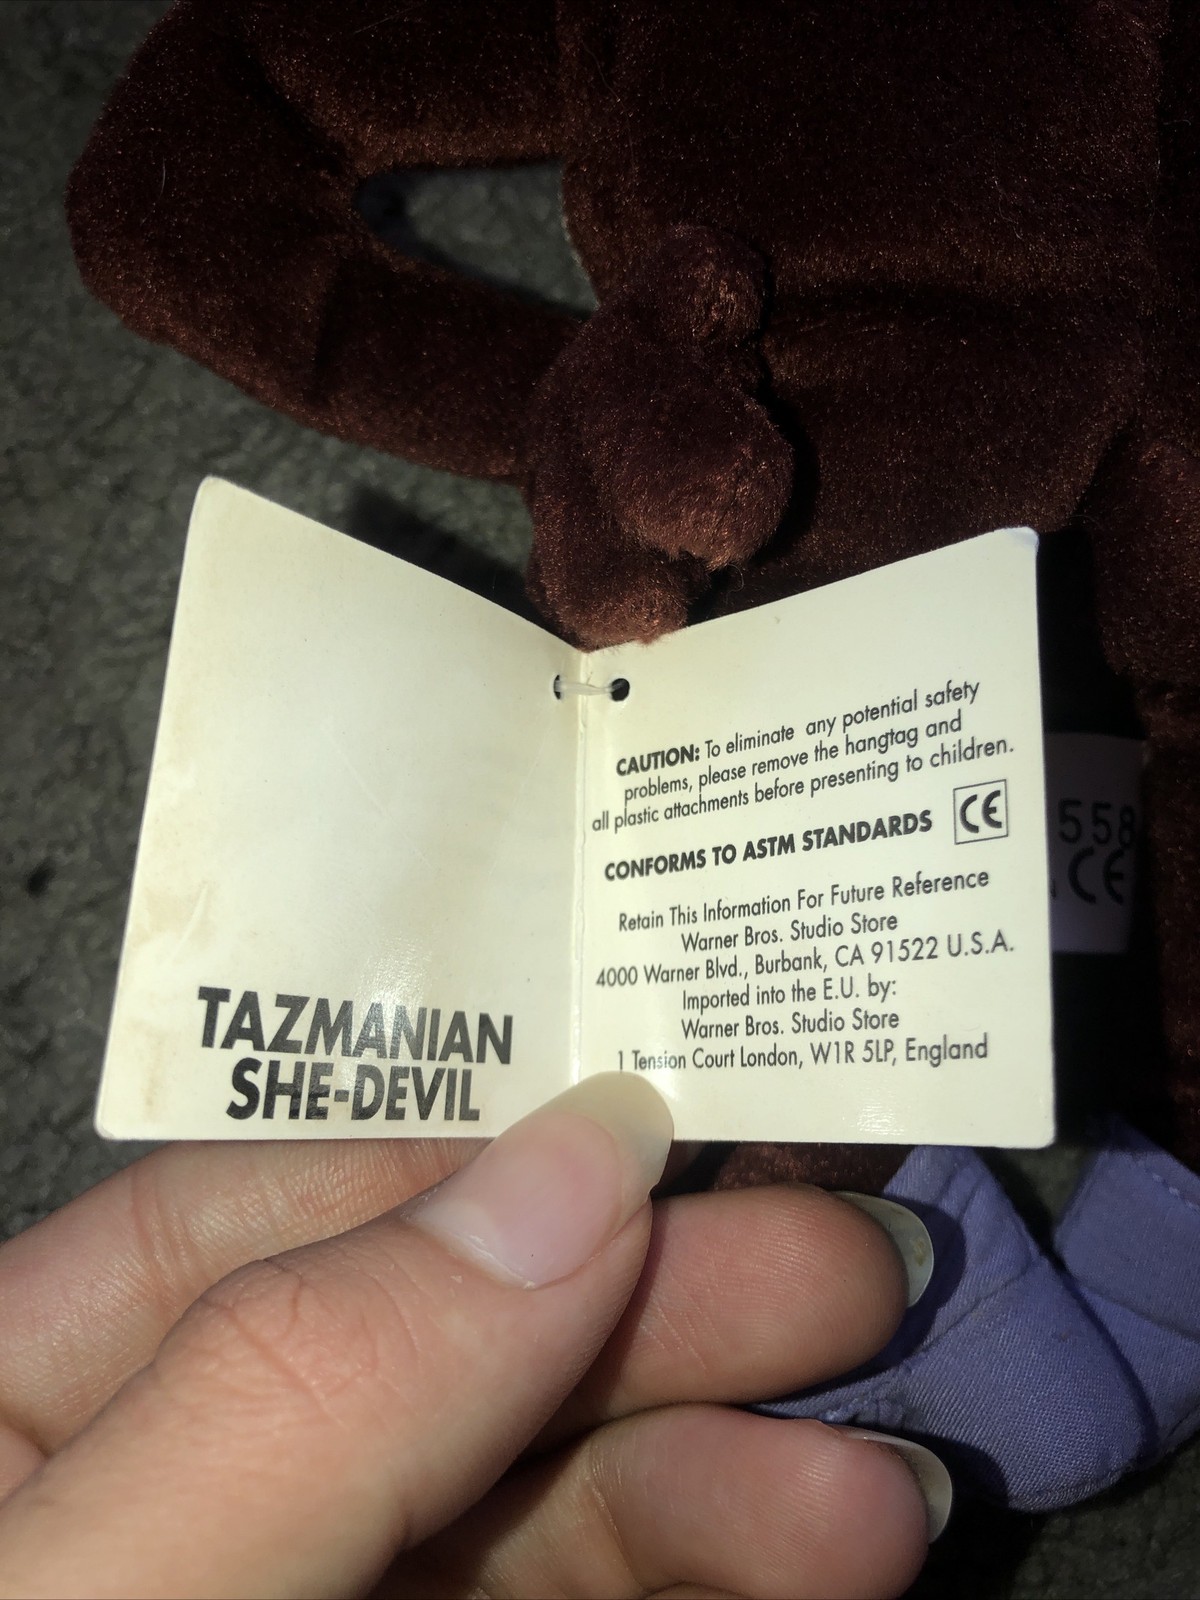 TAZMANIAN
SHE-DEVIL
CAUTION: To eliminate any potential safety
problems, please remove the hangtag and
all plastic attachments before presenting to children.
CONFORMS TO ASTM STANDARDS CE
Retain This Information For Future Reference
Warner Bros. Studio Store
4000 Warner Blvd., Burbank, CA 91522 U.S.A.
Imported into the E.U. by:
Warner Bros. Studio Store
1 Tension Court London, W1R 5LP, England
558
CE